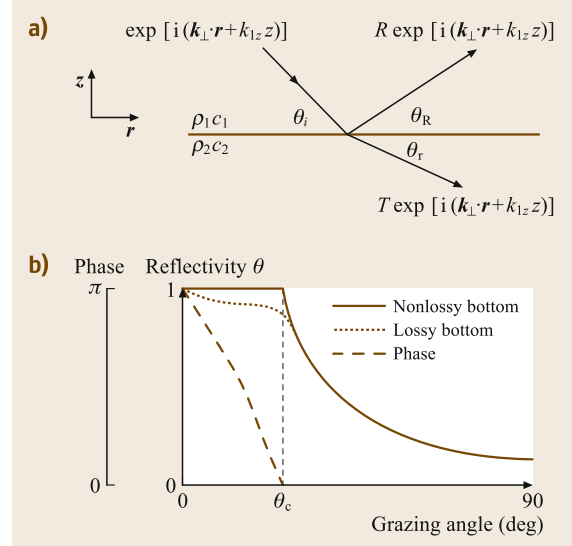 a)
exp [i(k⊥·r+k1z z)]
R exp [i(k⊥·r+k1z z)]
z
r
ρ1c1
θi
θR
ρ2c2
θr
T exp [i(k⊥·r+k1z z)]
b)
Phase
Reflectivity θ
π
1
Nonlossy bottom
Lossy bottom
Phase
0
0
0
θc
90
Grazing angle (deg)